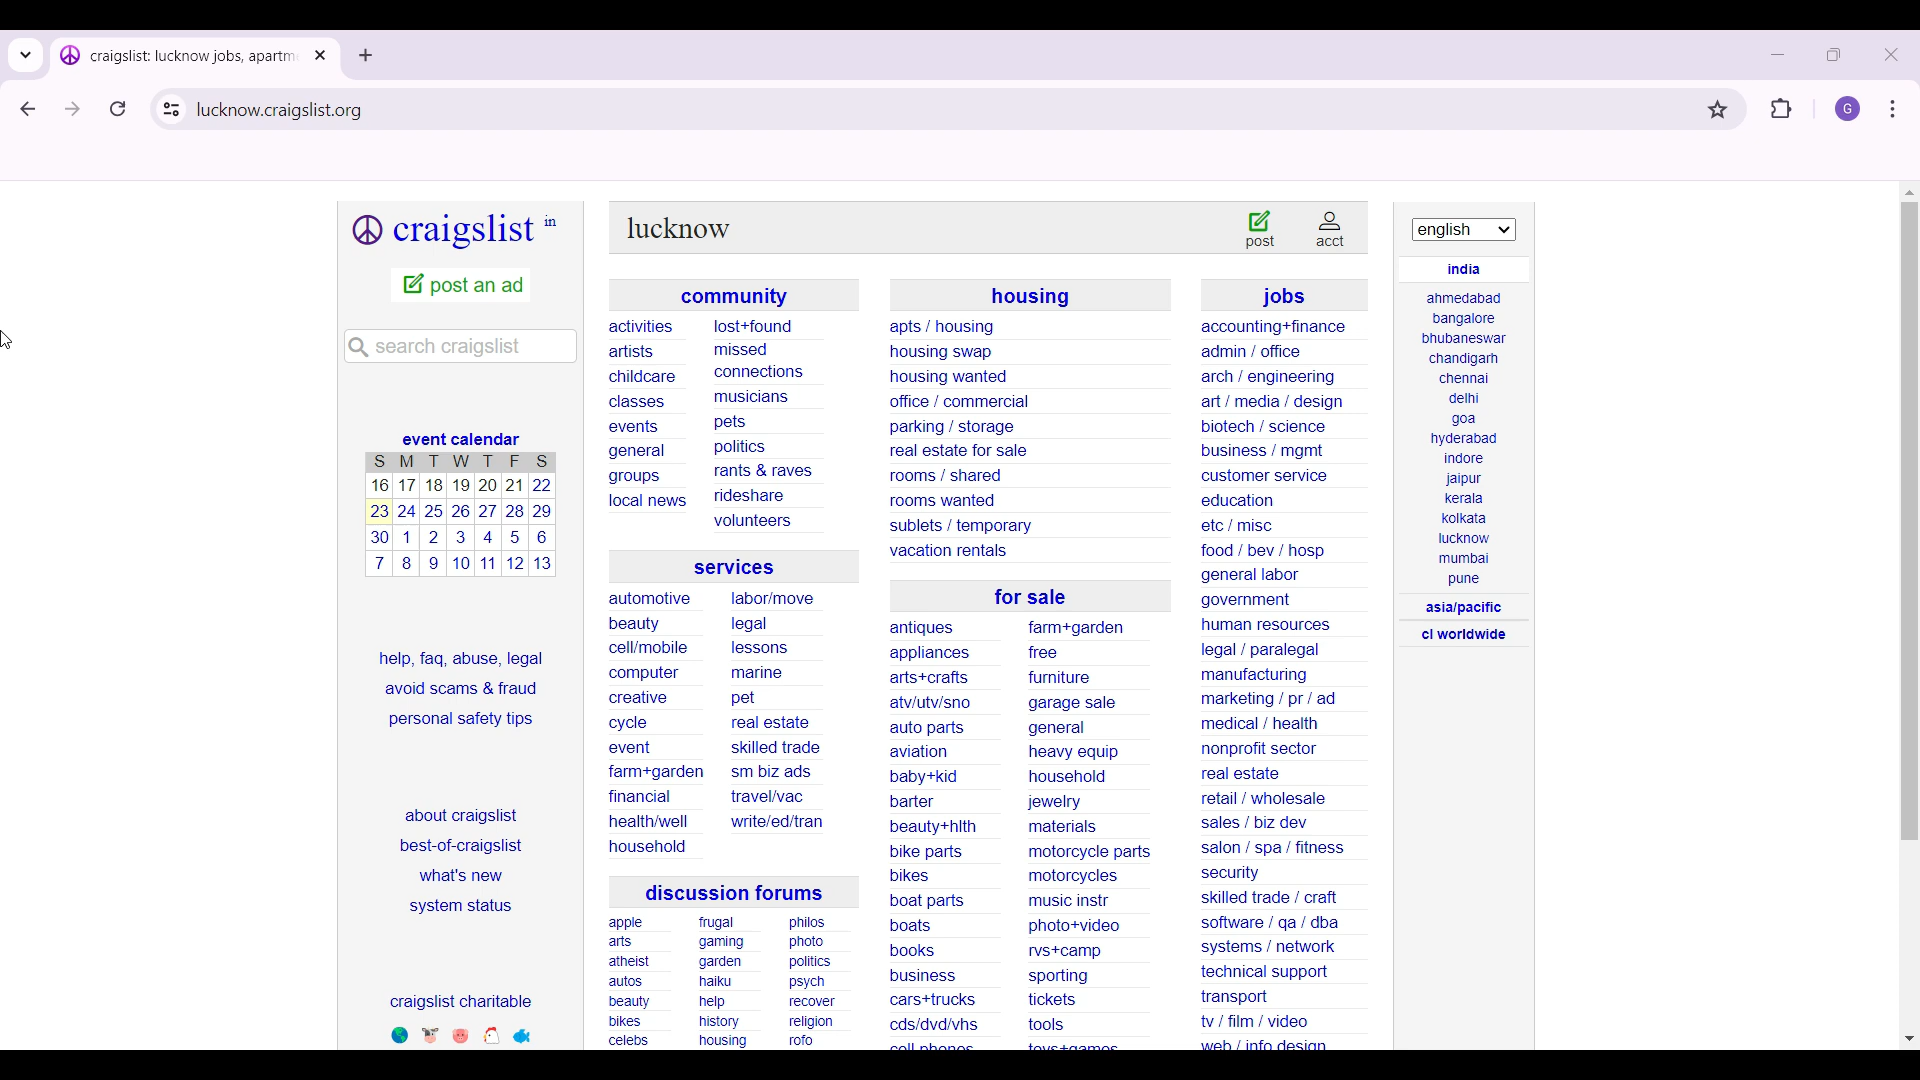 craigslist: lucknow jobs, apartm
lucknow.craigslist.org
G
craigslist in
post an ad
search craigslist
event calendar
S M T W T F S
16 17 18 19 20 21 22
23 24 25 26 27 28 29
30 1 2 3 4 5 6
7 8 9 10 11 12 13
help, faq, abuse, legal
avoid scams & fraud
personal safety tips
about craigslist
best-of-craigslist
what's new
system status
craigslist charitable
lucknow
post
acct
community
activities
artists
childcare
classes
events
general
groups
local news
lost+found
missed
connections
musicians
pets
politics
rants & raves
rideshare
volunteers
services
automotive
beauty
cell/mobile
computer
creative
cycle
event
farm+garden
financial
health/well
household
labor/move
legal
lessons
marine
pet
real estate
skilled trade
sm biz ads
travel/vac
write/ed/tran
discussion forums
apple
arts
atheist
autos
beauty
bikes
celebs
frugal
gaming
garden
haiku
help
history
housing
philos
photo
politics
psych
recover
religion
rofo
housing
apts / housing
housing swap
housing wanted
office / commercial
parking / storage
real estate for sale
rooms / shared
rooms wanted
sublets / temporary
vacation rentals
for sale
antiques
appliances
arts+crafts
atv/utv/sno
auto parts
aviation
baby+kid
barter
beauty+hlth
bike parts
bikes
boat parts
boats
books
business
cars+trucks
cds/dvd/vhs
cell phones
farm+garden
free
furniture
garage sale
general
heavy equip
household
jewelry
materials
motorcycle parts
motorcycles
music instr
photo+video
rvs+camp
sporting
tickets
tools
toys+games
jobs
accounting+finance
admin / office
arch / engineering
art / media / design
biotech / science
business / mgmt
customer service
education
etc / misc
food / bev / hosp
general labor
government
human resources
legal / paralegal
manufacturing
marketing / pr / ad
medical / health
nonprofit sector
real estate
retail / wholesale
sales / biz dev
salon / spa / fitness
security
skilled trade / craft
software / qa / dba
systems / network
technical support
transport
tv / film / video
web / info design
english
india
ahmedabad
bangalore
bhubaneswar
chandigarh
chennai
delhi
goa
hyderabad
indore
jaipur
kerala
kolkata
lucknow
mumbai
pune
asia/pacific
cl worldwide